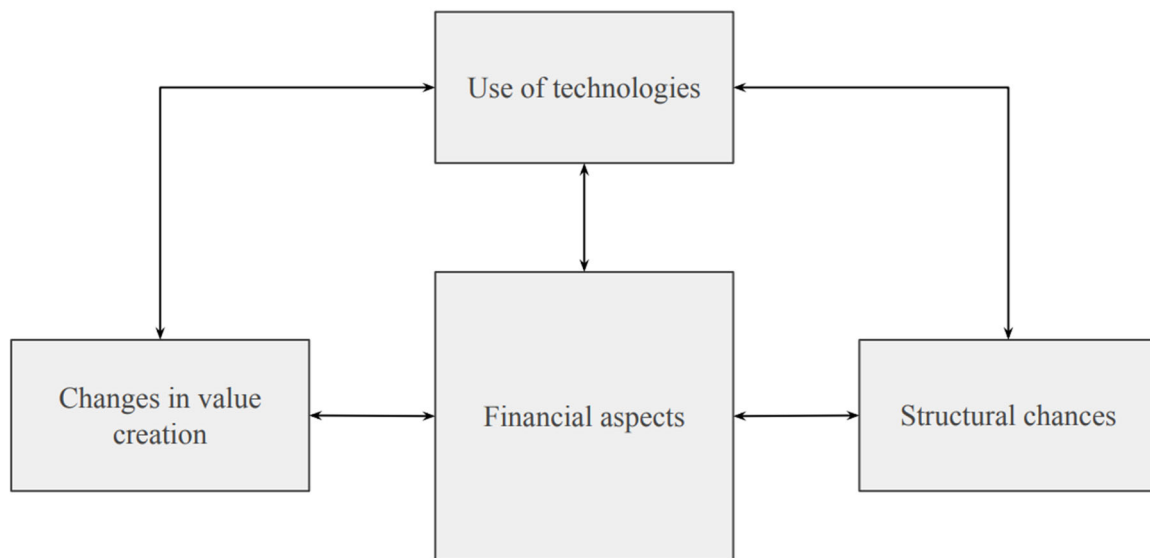 Use of technologies
Changes in value
creation
Financial aspects
Structural chances